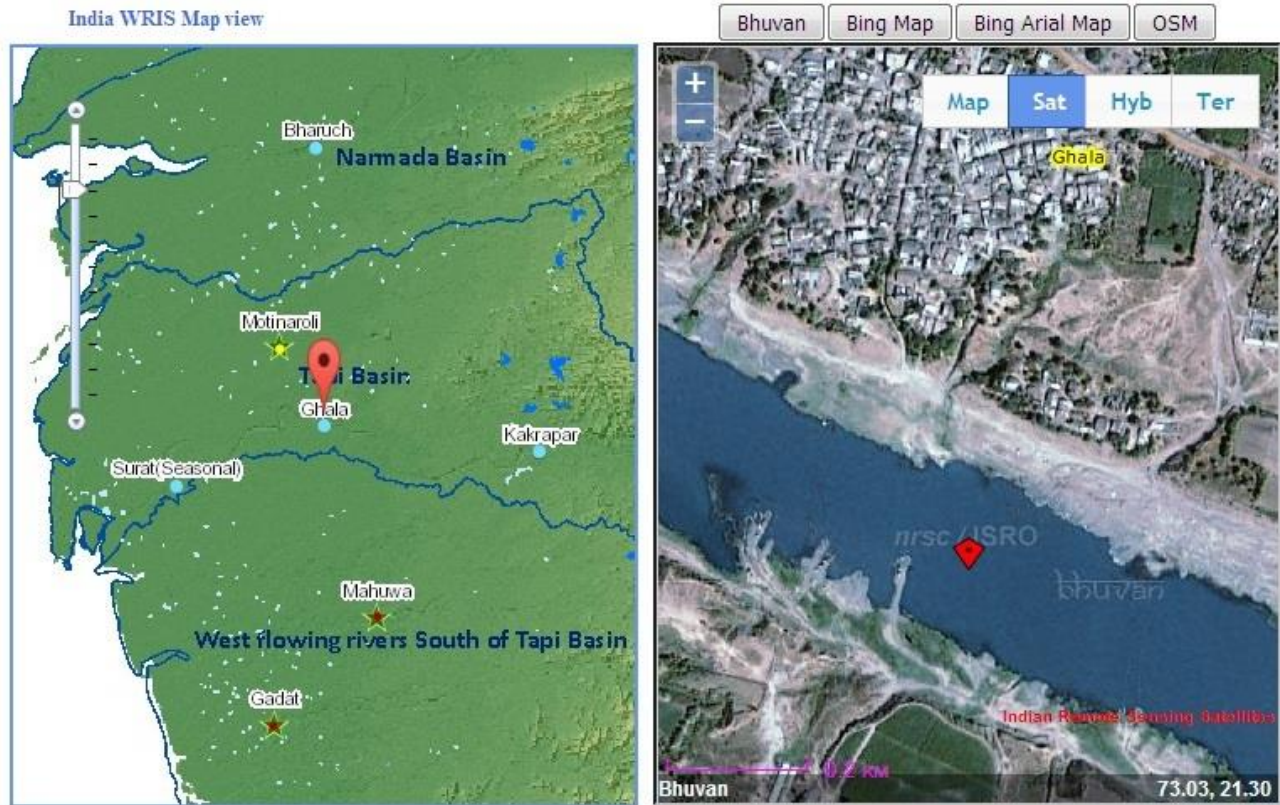 India WRIS Map view
Bharuch
Narmada Basin
Motinaroli
Tapi Basin
Ghala
Kakrapar
Surat(Seasonal)
Mahuwa
West flowing rivers South of Tapi Basin
Gadat
Bhuvan Bing Map Bing Arial Map OSM
+
−
Map Sat Hyb Ter
Ghala
nrsc / ISRO
bhuvan
Indian Remote Sensing Satellites
0.2 KM
Bhuvan 73.03, 21.30